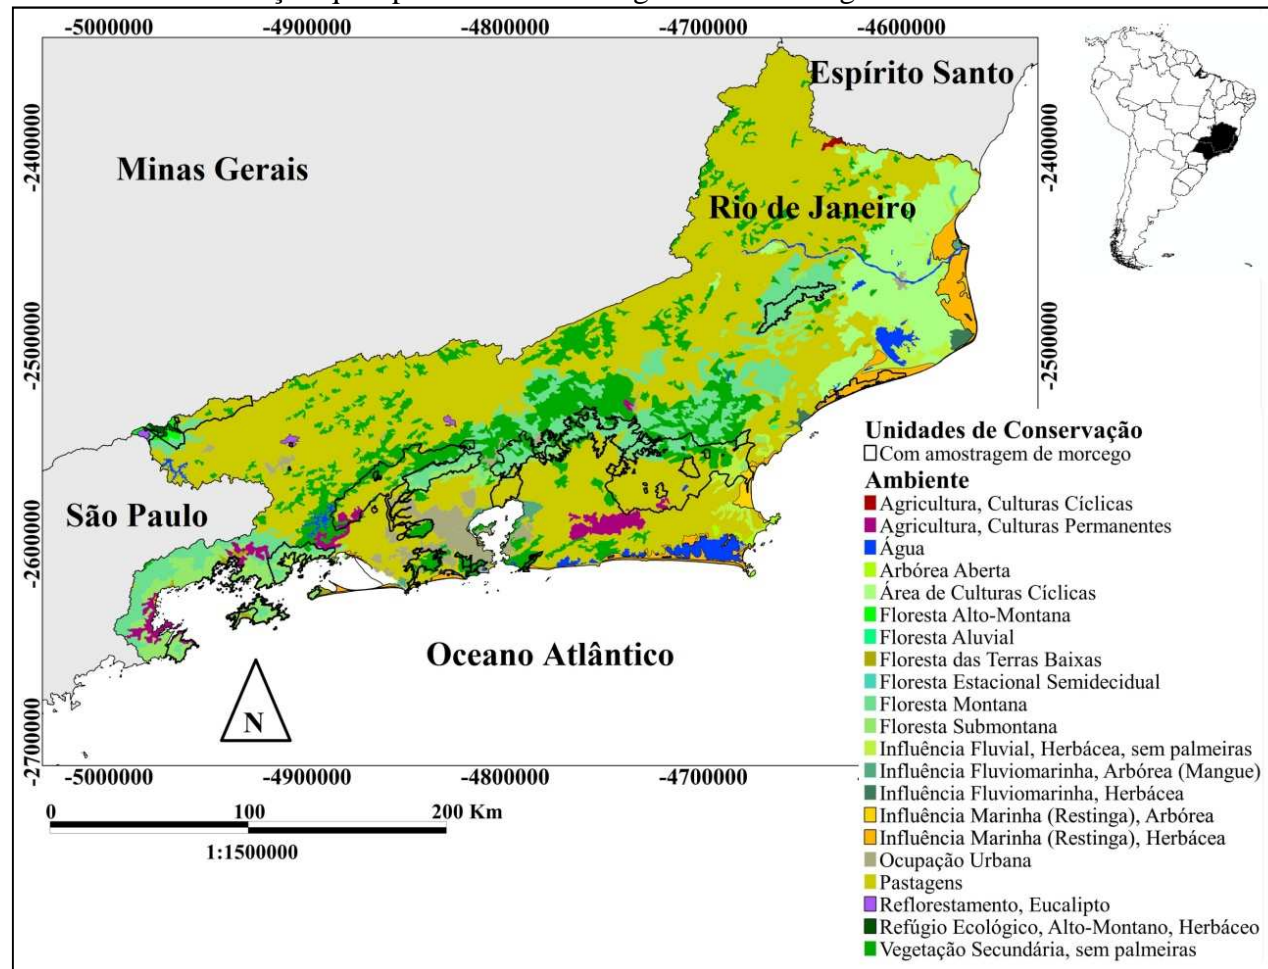 -5000000 -4900000 -4800000 -4700000 -4600000
Espírito Santo
-2400000
-2400000
Minas Gerais
Rio de Janeiro
-2500000
-2500000
Unidades de Conservação
Com amostragem de morcego
Ambiente
Agricultura, Culturas Cíclicas
Agricultura, Culturas Permanentes
Água
Arbórea Aberta
Área de Culturas Cíclicas
Floresta Alto-Montana
Floresta Aluvial
Floresta das Terras Baixas
Floresta Estacional Semidecidual
Floresta Montana
Floresta Submontana
Influência Fluvial, Herbácea, sem palmeiras
Influência Fluviomarinha, Arbórea (Mangue)
Influência Fluviomarinha, Herbácea
Influência Marinha (Restinga), Arbórea
Influência Marinha (Restinga), Herbácea
Ocupação Urbana
Pastagens
Reflorestamento, Eucalipto
Refúgio Ecológico, Alto-Montano, Herbáceo
Vegetação Secundária, sem palmeiras
São Paulo
-2600000
Oceano Atlântico
N
-2700000
-5000000 -4900000 -4800000 -4700000
0 100 200 Km
1:1500000